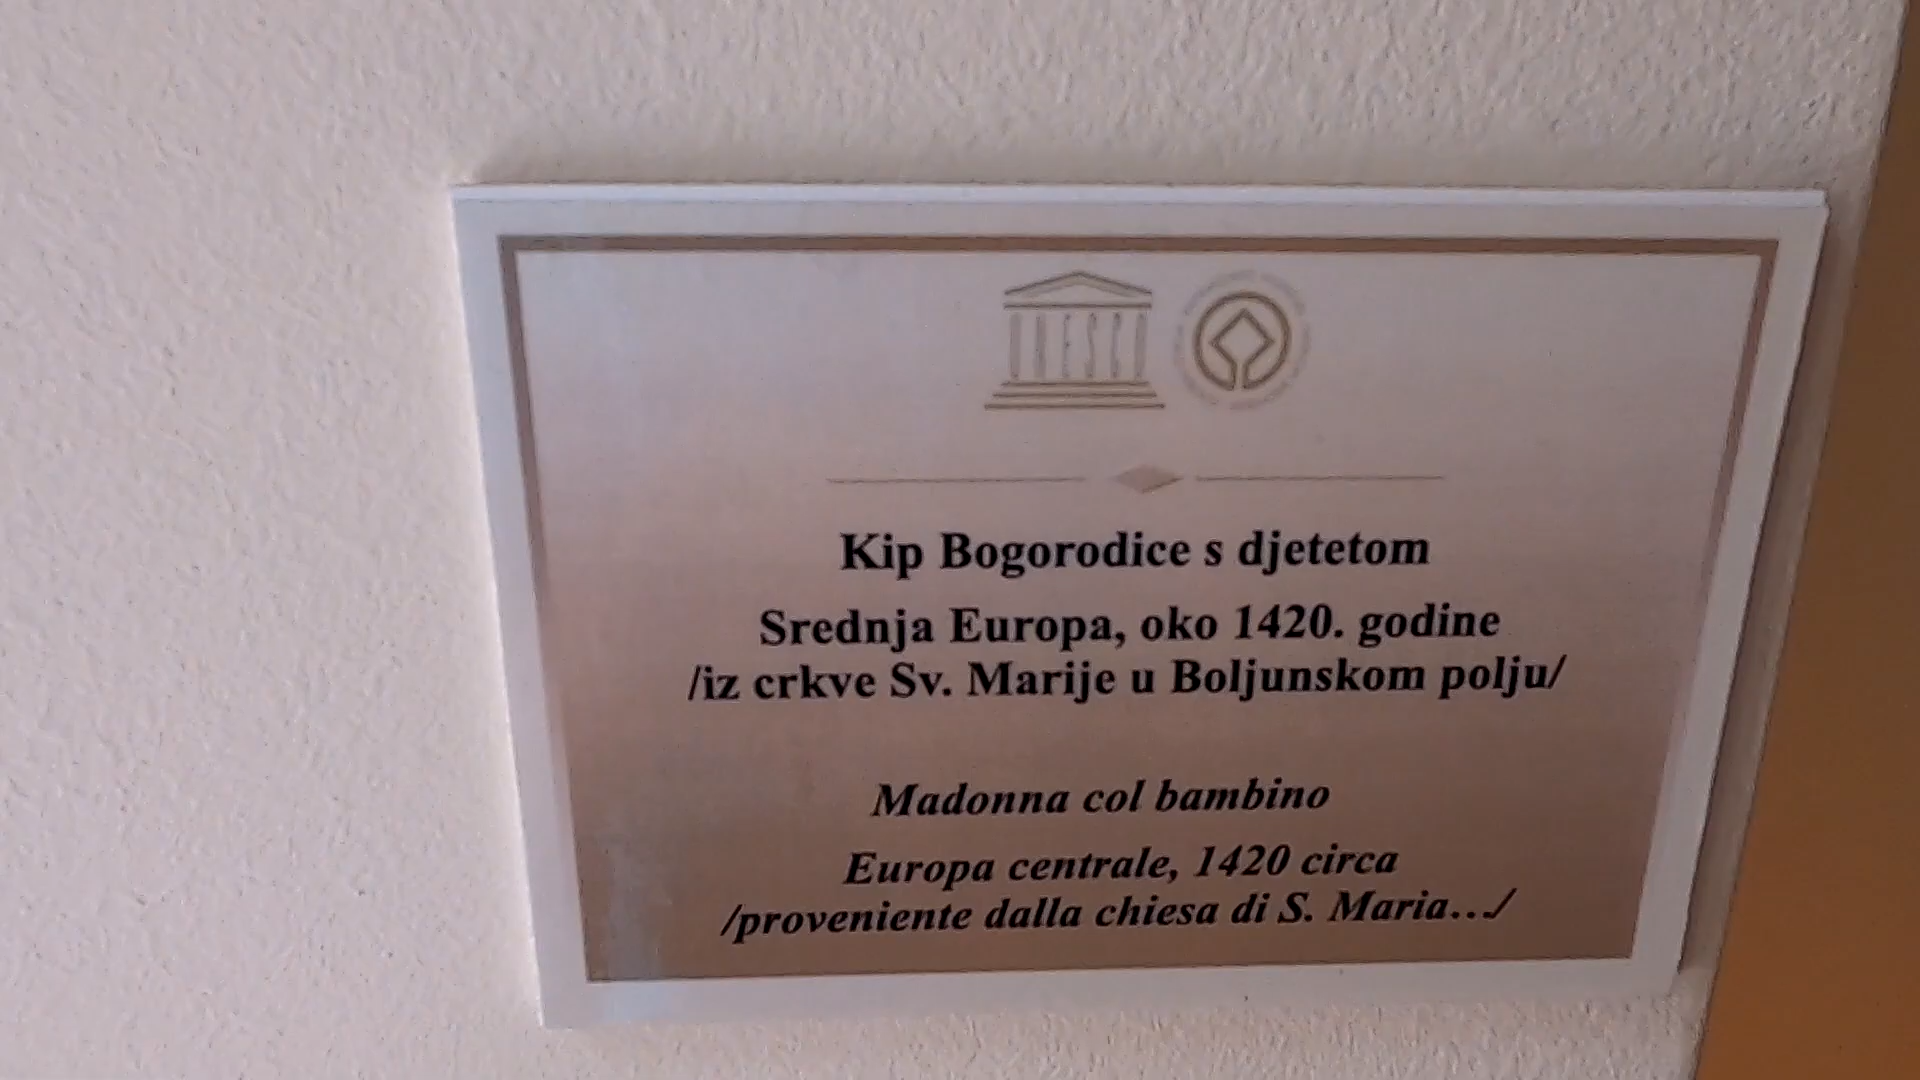 UNESCO
Kip Bogorodice s djetetom
Srednja Europa, oko 1420. godine
/iz crkve Sv. Marije u Boljunskom polju/
Madonna col bambino
Europa centrale, 1420 circa
/proveniente dalla chiesa di S. Maria.../